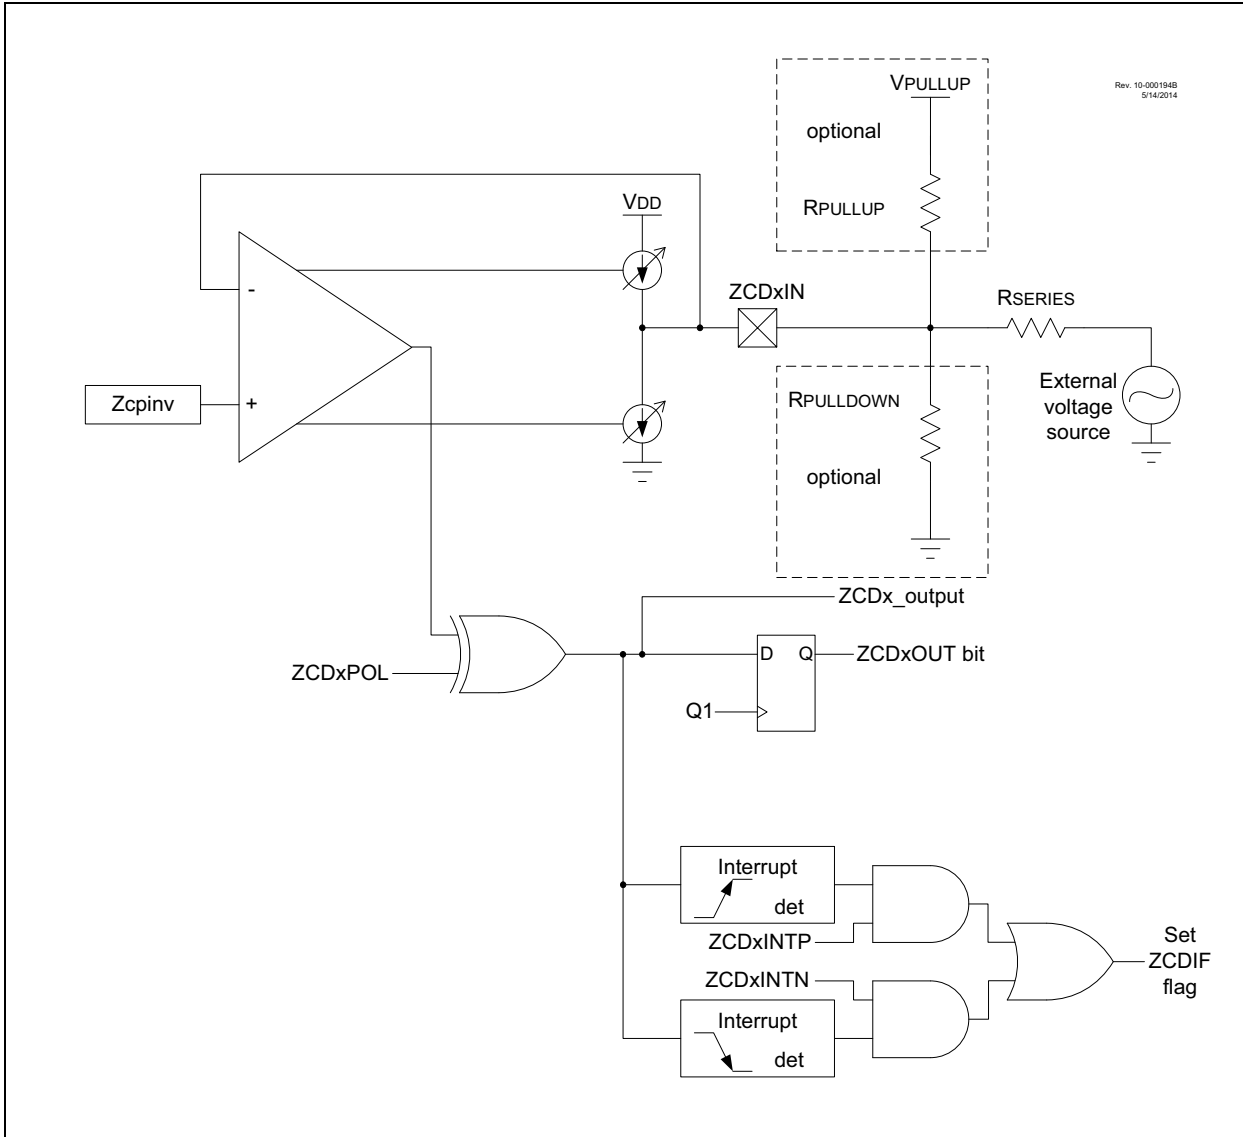 VPULLUP
Rev. 10-000194B
5/14/2014
optional
RPULLUP
VDD
-
ZCDxIN
RSERIES
Zcpinv
+
RPULLDOWN
External
voltage
source
optional
ZCDx_output
D
Q
ZCDxOUT bit
ZCDxPOL
Q1
Interrupt
det
ZCDxINTP
Set
ZCDIF
flag
ZCDxINTN
Interrupt
det